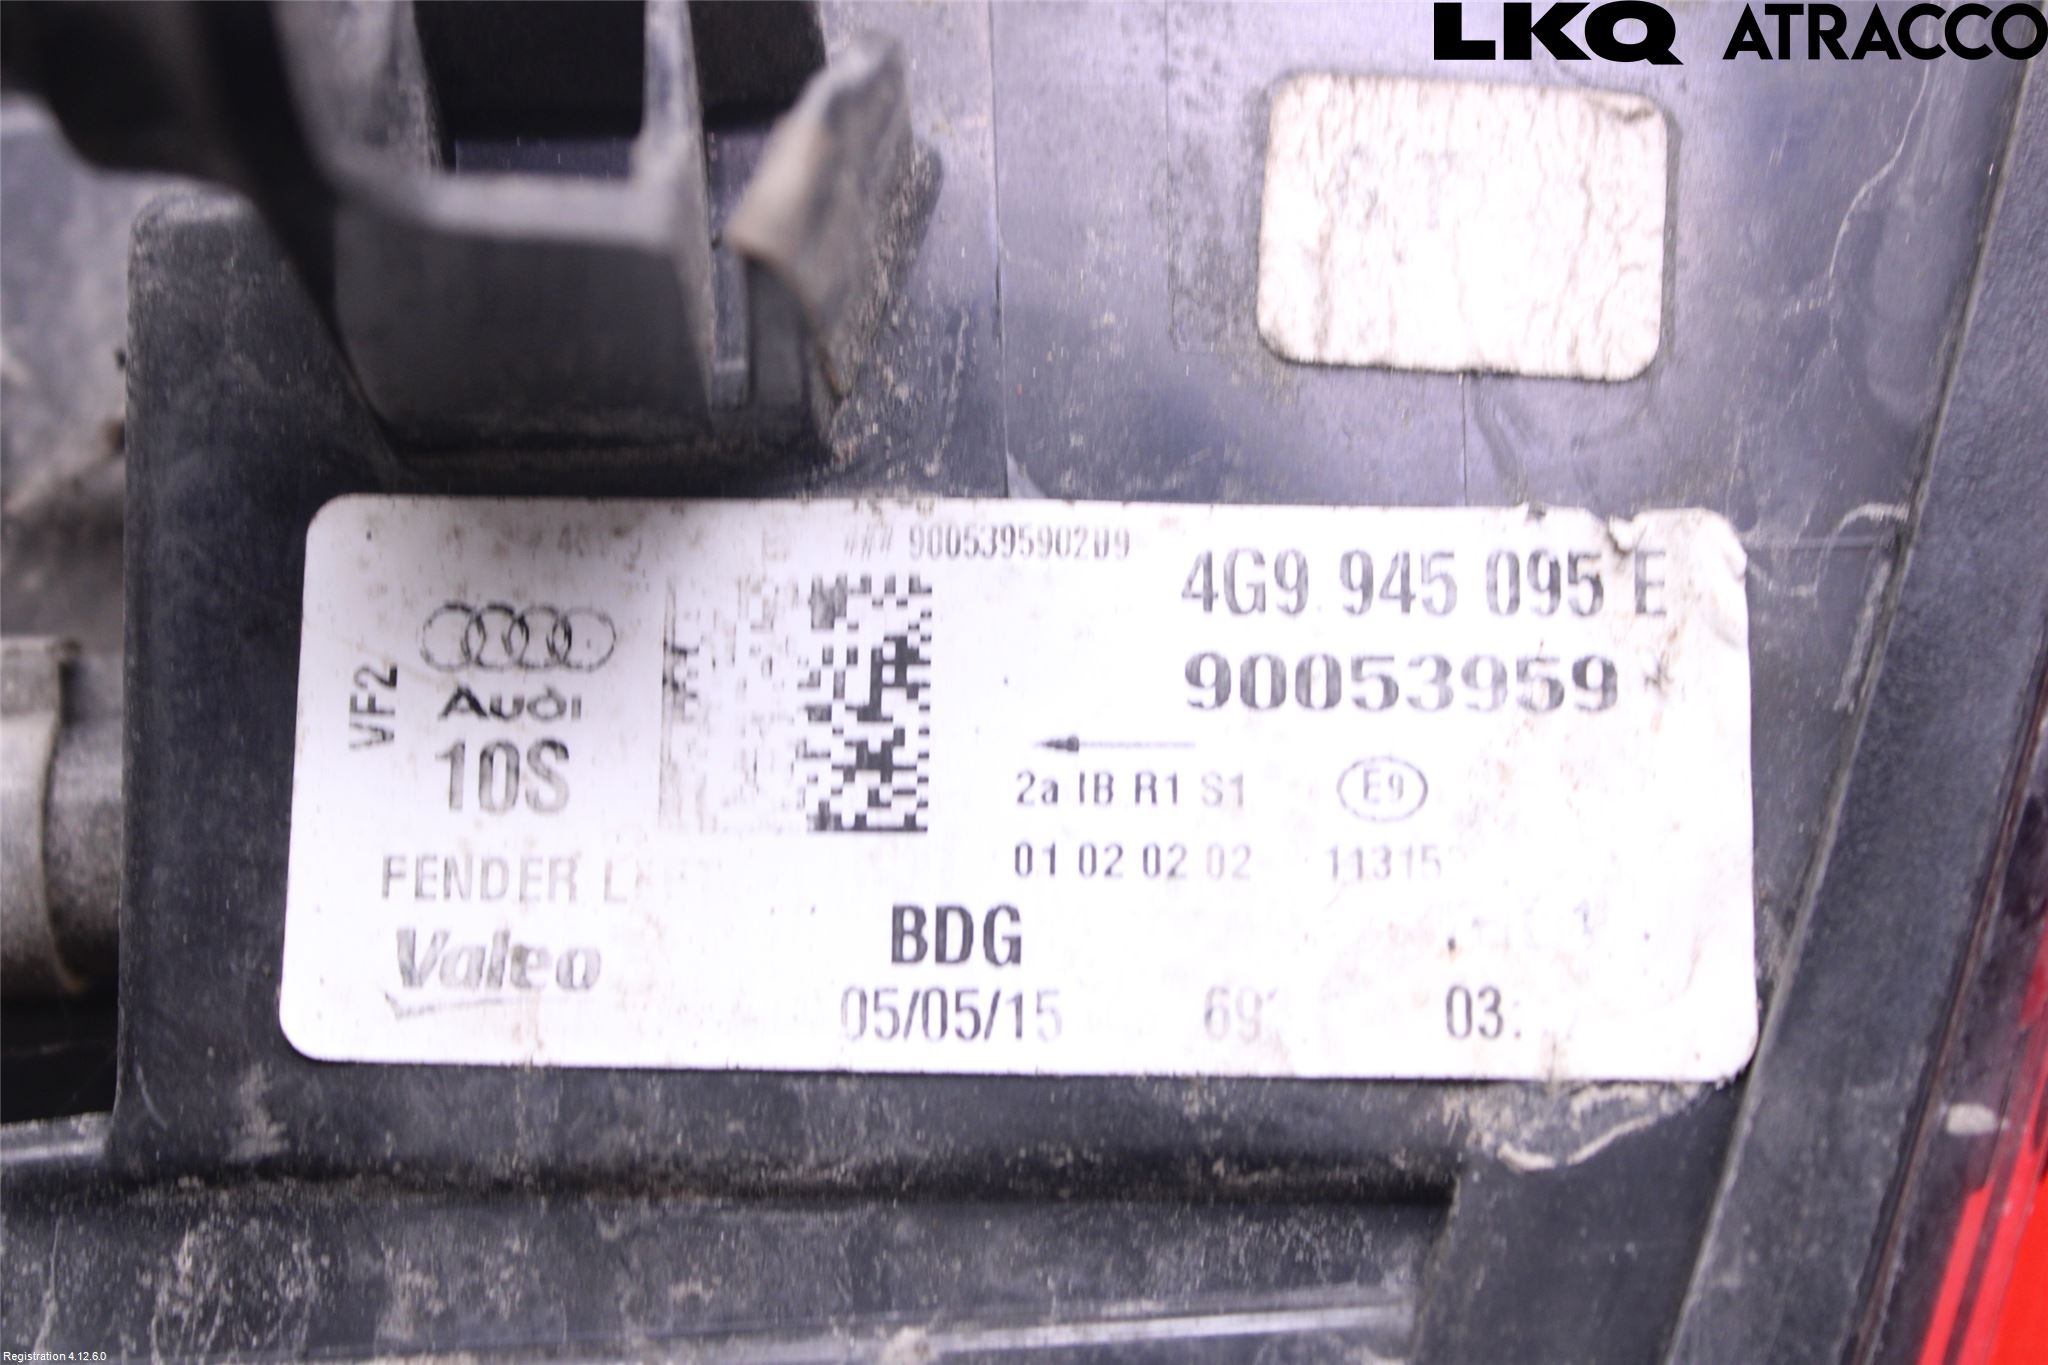 LKQ ATRACCO
### 900539590209
4G9 945 095 E
90053959 *
VF2
Audi
10S
2a IB R1 S1 E9
01 02 02 02
FENDER
BDG
Valeo
05/05/15
03
Registration 4.12.6.0